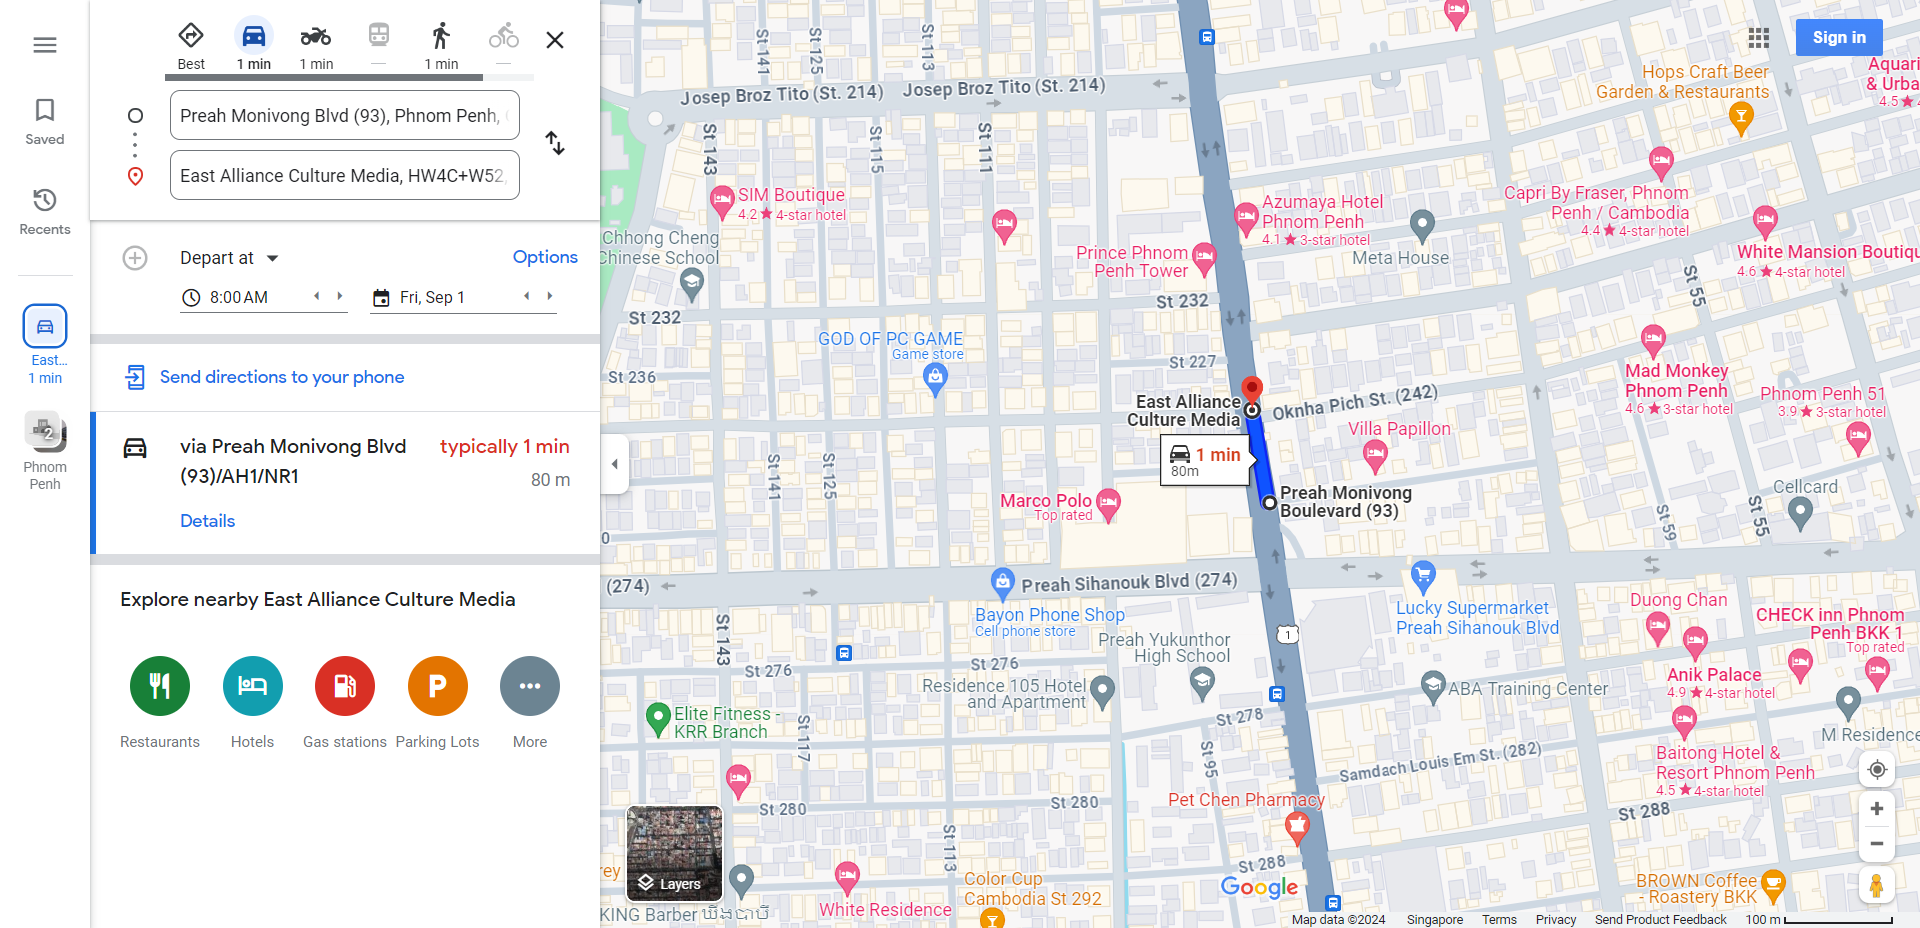 Saved
Recents
East...
1 min
2
Phnom
Penh
Best
1 min
1 min
—
1 min
—
Preah Monivong Blvd (93), Phnom Penh,
East Alliance Culture Media, HW4C+W52,
Depart at
Options
8:00 AM
Fri, Sep 1
Send directions to your phone
via Preah Monivong Blvd
(93)/AH1/NR1
typically 1 min
80 m
Details
Explore nearby East Alliance Culture Media
P
Restaurants
Hotels
Gas stations
Parking Lots
More
Sign in
St 141
St 125
St 113
Josep Broz Tito (St. 214)
Josep Broz Tito (St. 214)
Hops Craft Beer
Garden & Restaurants
Aquari
& Urba
4.5
St 143
St 115
St 111
SIM Boutique
4.2 ★ 4-star hotel
Azumaya Hotel
Phnom Penh
4.1 ★ 3-star hotel
Capri By Fraser, Phnom
Penh / Cambodia
4.4 ★ 4-star hotel
Chhong Cheng
Chinese School
Prince Phnom
Penh Tower
Meta House
White Mansion Boutiqu
4.6 ★ 4-star hotel
St 55
St 232
St 232
GOD OF PC GAME
Game store
St 227
St 236
Mad Monkey
Phnom Penh
4.6 ★ 3-star hotel
Phnom Penh 51
3.9 ★ 3-star hotel
East Alliance
Culture Media
Oknha Pich St. (242)
Villa Papillon
1 min
80m
St 141
St 125
Marco Polo
Top rated
Preah Monivong
Boulevard (93)
Cellcard
St 59
St 55
0
(274)
Preah Sihanouk Blvd (274)
Bayon Phone Shop
Cell phone store
Lucky Supermarket
Preah Sihanouk Blvd
Duong Chan
CHECK inn Phnom
Penh BKK 1
Top rated
1
St 143
Preah Yukunthor
High School
St 276
St 276
Residence 105 Hotel
and Apartment
ABA Training Center
Anik Palace
4.9 ★ 4-star hotel
Elite Fitness -
KRR Branch
St 117
St 278
St 95
Samdach Louis Em St. (282)
M Residence
Baitong Hotel &
Resort Phnom Penh
4.5 ★ 4-star hotel
Pet Chen Pharmacy
St 280
St 280
St 288
St 113
St 288
Layers
rey
Color Cup
Cambodia St 292
BROWN Coffee
- Roastery BKK
KING Barber
White Residence
Google
Map data ©2024
Singapore
Terms
Privacy
Send Product Feedback
100 m